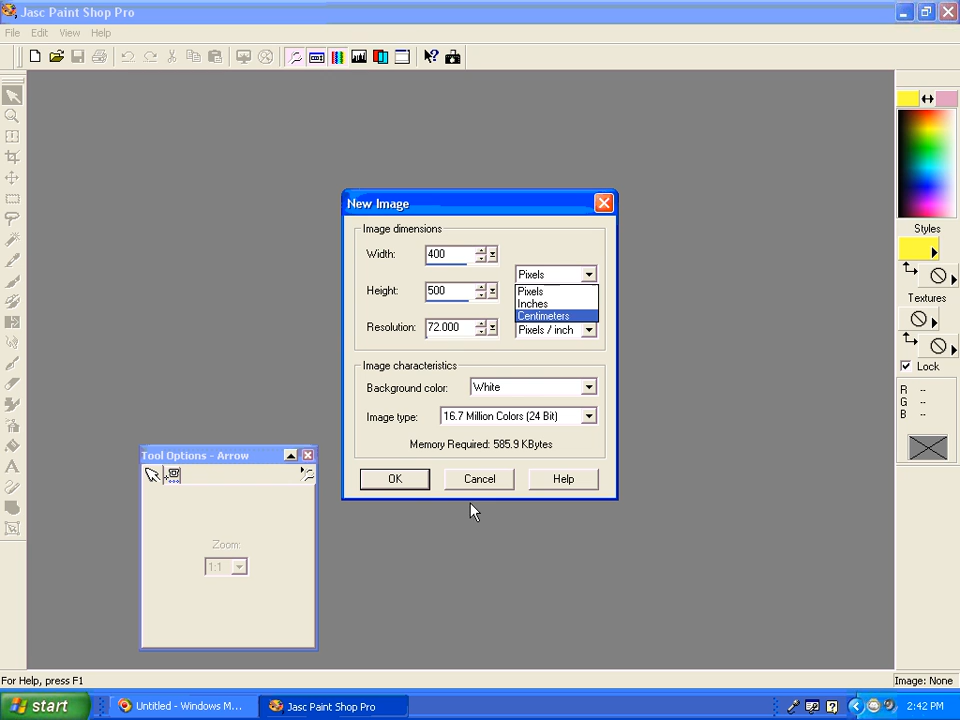 Jasc Paint Shop Pro
File Edit View Help
New Image
Image dimensions
Width: 400
Pixels
Height: 500
Pixels
Inches
Centimeters
Resolution: 72.000 Pixels / inch
Image characteristics
Background color: White
Image type: 16.7 Million Colors (24 Bit)
Memory Required: 585.9 KBytes
OK Cancel Help
Tool Options - Arrow
Zoom:
1:1
Styles
Textures
Lock
R --
G --
B --
For Help, press F1
Image: None
start
Untitled - Windows M...
Jasc Paint Shop Pro
2:42 PM